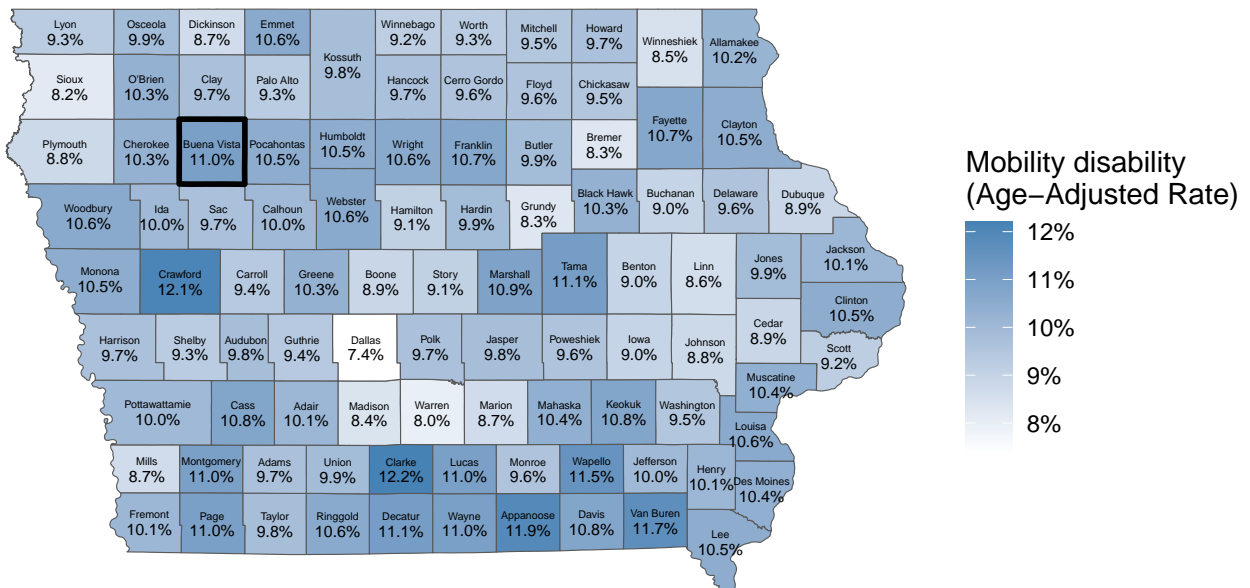 Lyon
9.3%
Osceola
9.9%
Dickinson
8.7%
Emmet
10.6%
Kossuth
9.8%
Winnebago
9.2%
Worth
9.3%
Mitchell
9.5%
Howard
9.7%
Winneshiek
8.5%
Allamakee
10.2%
Sioux
8.2%
O'Brien
10.3%
Clay
9.7%
Palo Alto
9.3%
Hancock
9.7%
Cerro Gordo
9.6%
Floyd
9.6%
Chickasaw
9.5%
Fayette
10.7%
Clayton
10.5%
Plymouth
8.8%
Cherokee
10.3%
Buena Vista
11.0%
Pocahontas
10.5%
Humboldt
10.5%
Wright
10.6%
Franklin
10.7%
Butler
9.9%
Bremer
8.3%
Woodbury
10.6%
Ida
10.0%
Sac
9.7%
Calhoun
10.0%
Webster
10.6%
Hamilton
9.1%
Hardin
9.9%
Grundy
8.3%
Black Hawk
10.3%
Buchanan
9.0%
Delaware
9.6%
Dubuque
8.9%
Monona
10.5%
Crawford
12.1%
Carroll
9.4%
Greene
10.3%
Boone
8.9%
Story
9.1%
Marshall
10.9%
Tama
11.1%
Benton
9.0%
Linn
8.6%
Jones
9.9%
Jackson
10.1%
Clinton
10.5%
Harrison
9.7%
Shelby
9.3%
Audubon
9.8%
Guthrie
9.4%
Dallas
7.4%
Polk
9.7%
Jasper
9.8%
Poweshiek
9.6%
Iowa
9.0%
Johnson
8.8%
Cedar
8.9%
Scott
9.2%
Muscatine
10.4%
Pottawattamie
10.0%
Cass
10.8%
Adair
10.1%
Madison
8.4%
Warren
8.0%
Marion
8.7%
Mahaska
10.4%
Keokuk
10.8%
Washington
9.5%
Louisa
10.6%
Mills
8.7%
Montgomery
11.0%
Adams
9.7%
Union
9.9%
Clarke
12.2%
Lucas
11.0%
Monroe
9.6%
Wapello
11.5%
Jefferson
10.0%
Henry
10.1%
Des Moines
10.4%
Fremont
10.1%
Page
11.0%
Taylor
9.8%
Ringgold
10.6%
Decatur
11.1%
Wayne
11.0%
Appanoose
11.9%
Davis
10.8%
Van Buren
11.7%
Lee
10.5%
Mobility disability
(Age−Adjusted Rate)
12%
11%
10%
9%
8%